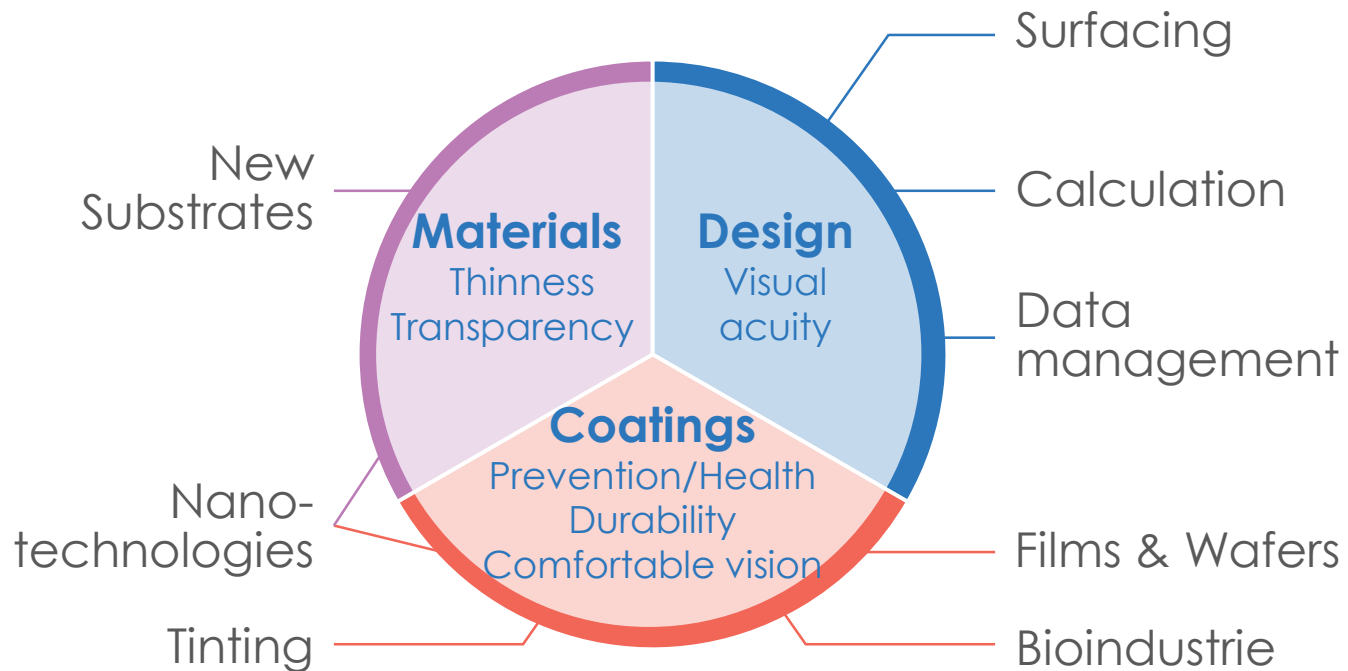 Surfacing
New
Substrates
Calculation
Materials
Thinness
Transparency
Design
Visual
acuity
Data
management
Coatings
Prevention/Health
Durability
Comfortable vision
Nano-
technologies
Films & Wafers
Tinting
Bioindustrie